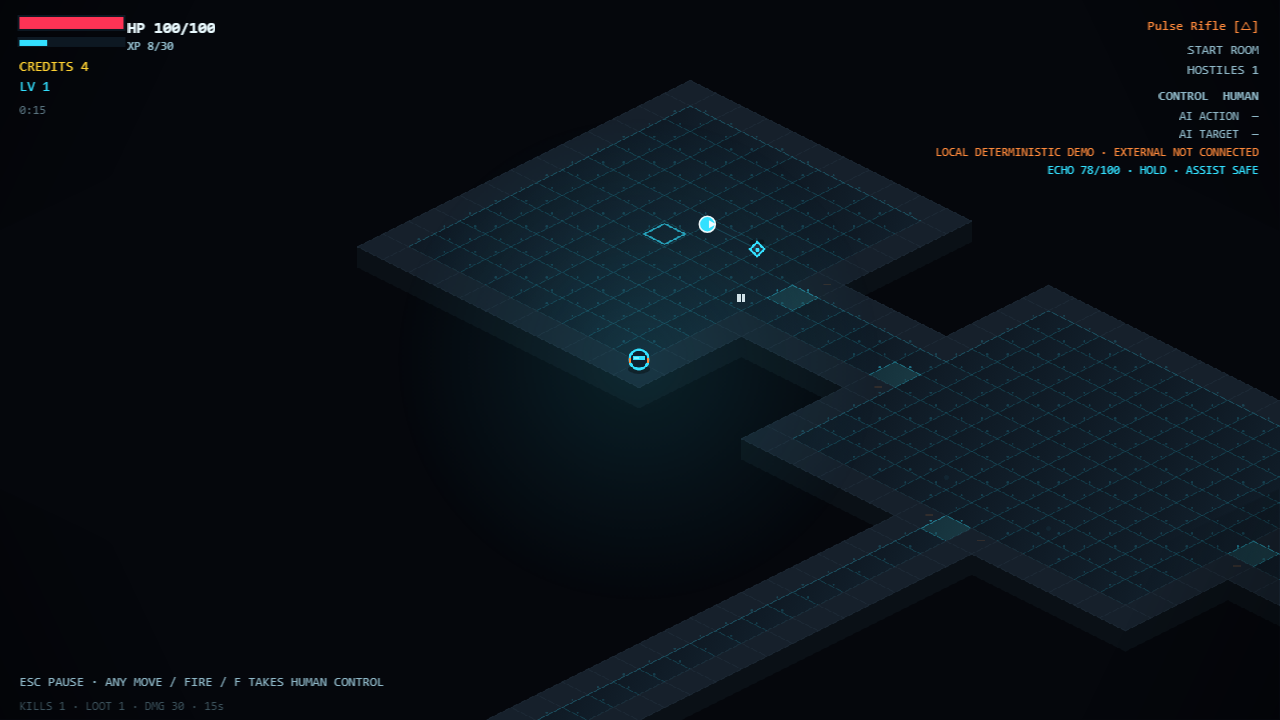 HP 100/100
XP 8/30
CREDITS 4
LV 1
0:15
Pulse Rifle [△]
START ROOM
HOSTILES 1
CONTROL HUMAN
AI ACTION —
AI TARGET —
LOCAL DETERMINISTIC DEMO · EXTERNAL NOT CONNECTED
ECHO 78/100 · HOLD · ASSIST SAFE
ESC PAUSE · ANY MOVE / FIRE / F TAKES HUMAN CONTROL
KILLS 1 · LOOT 1 · DMG 30 · 15s